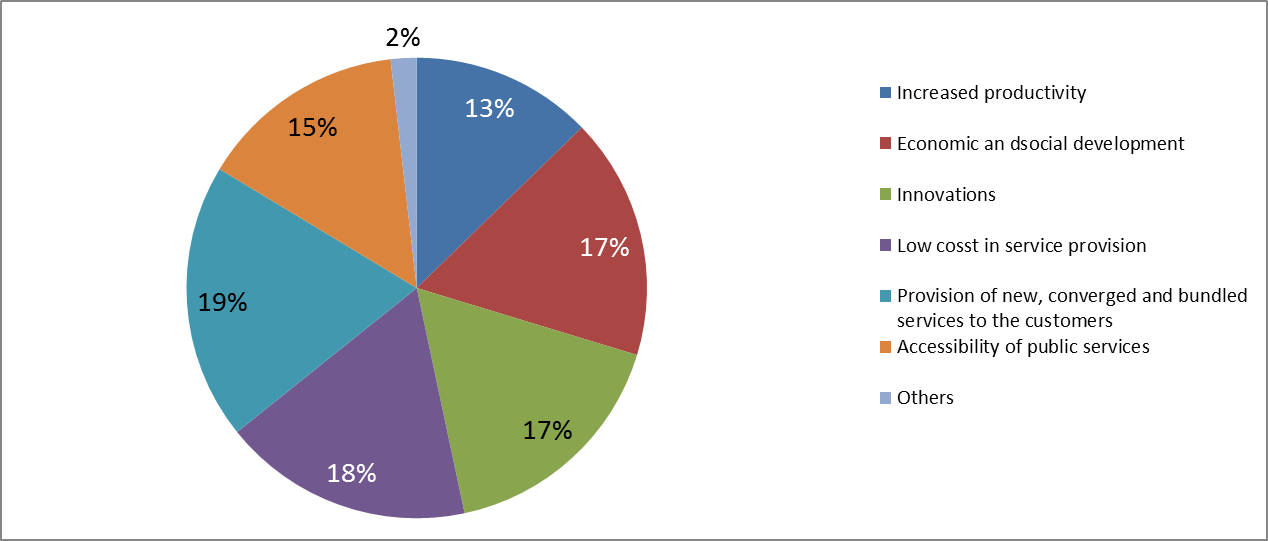 2%
13%
15%
17%
19%
17%
18%
Increased productivity
Economic an dsocial development
Innovations
Low cosst in service provision
Provision of new, converged and bundled
services to the customers
Accessibility of public services
Others